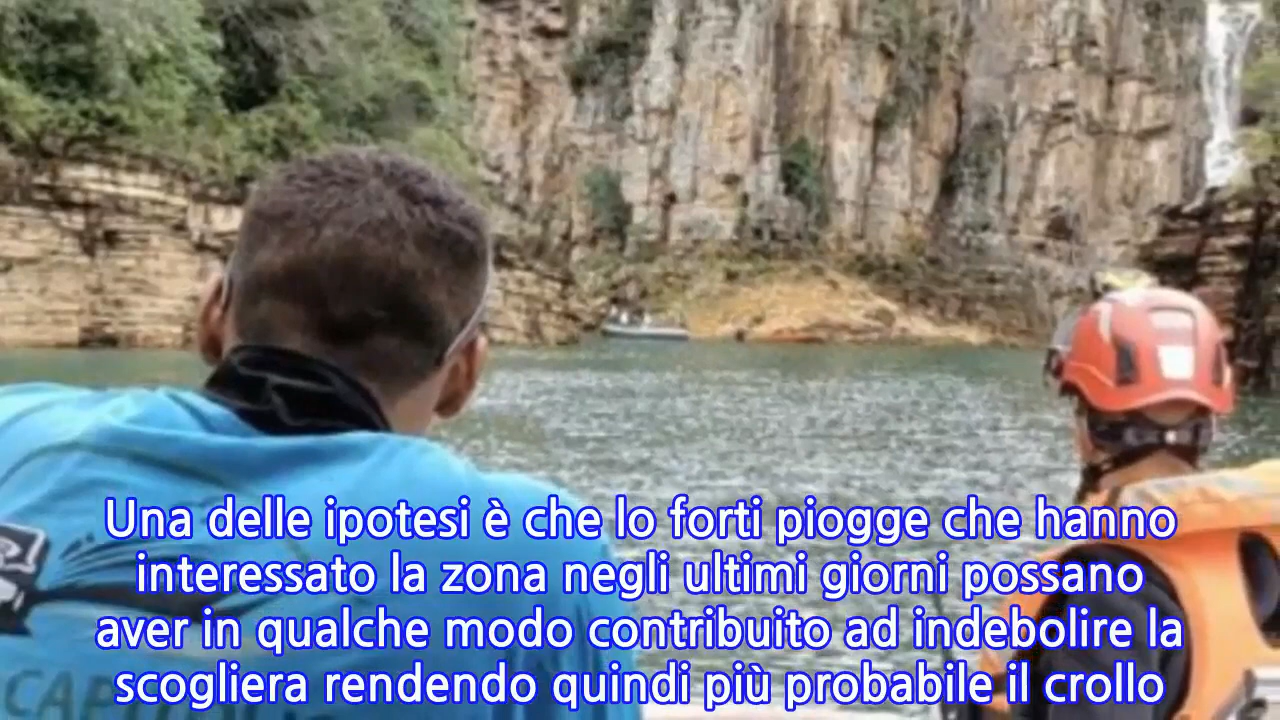 Una delle ipotesi è che lo forti piogge che hanno
interessato la zona negli ultimi giorni possano
aver in qualche modo contribuito ad indebolire la
scogliera rendendo quindi più probabile il crollo